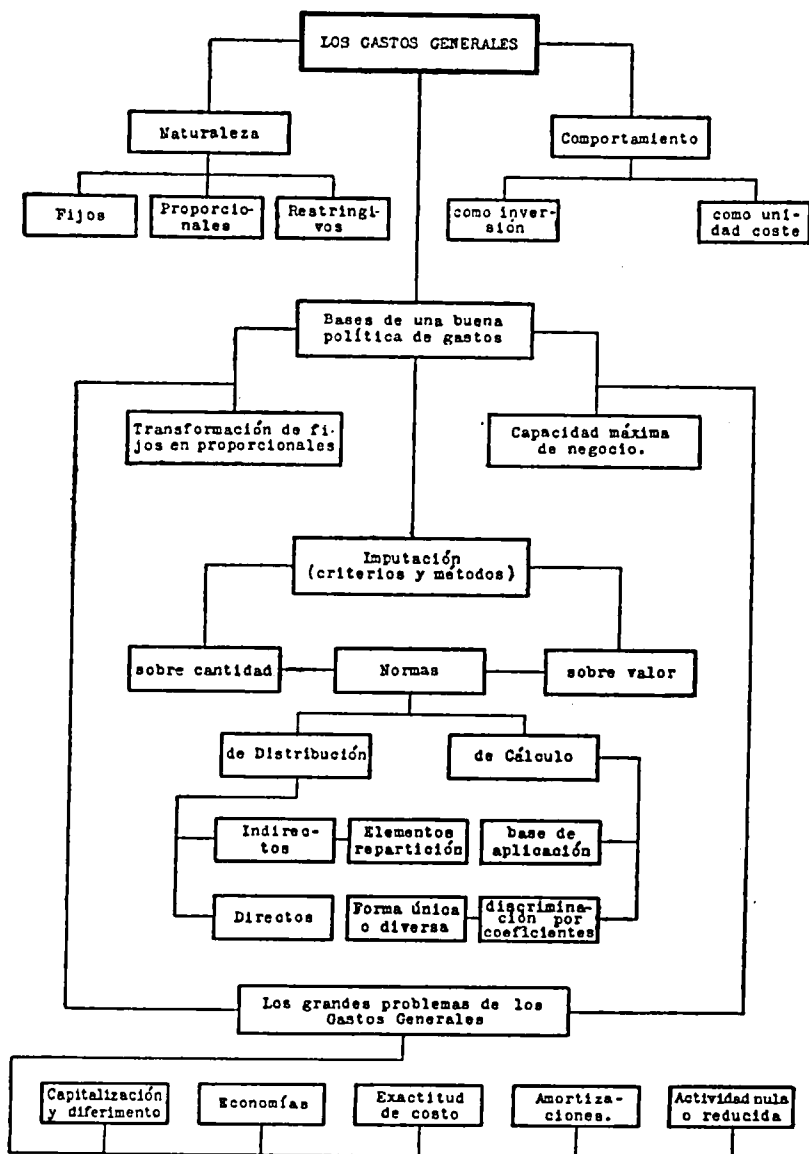 LOS GASTOS GENERALES
Naturaleza
Comportamiento
Fijos
Proporcio-
nales
Restringi-
vos
como inver-
sión
como uni-
dad coste
Bases de una buena
política de gastos
Transformación de fi-
jos en proporcionales
Capacidad máxima
de negocio.
Imputación
(criterios y métodos)
sobre cantidad
Normas
sobre valor
de Distribución
de Cálculo
Indirec-
tos
Elementos
repartición
base de
aplicación
Directos
Forma única
o diversa
discrimina-
ción por
coeficientes
Los grandes problemas de los
Gastos Generales
Capitalización
y diferimento
Economías
Exactitud
de costo
Amortiza-
ciones.
Actividad nula
o reducida